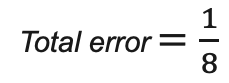 Total error = 1/8